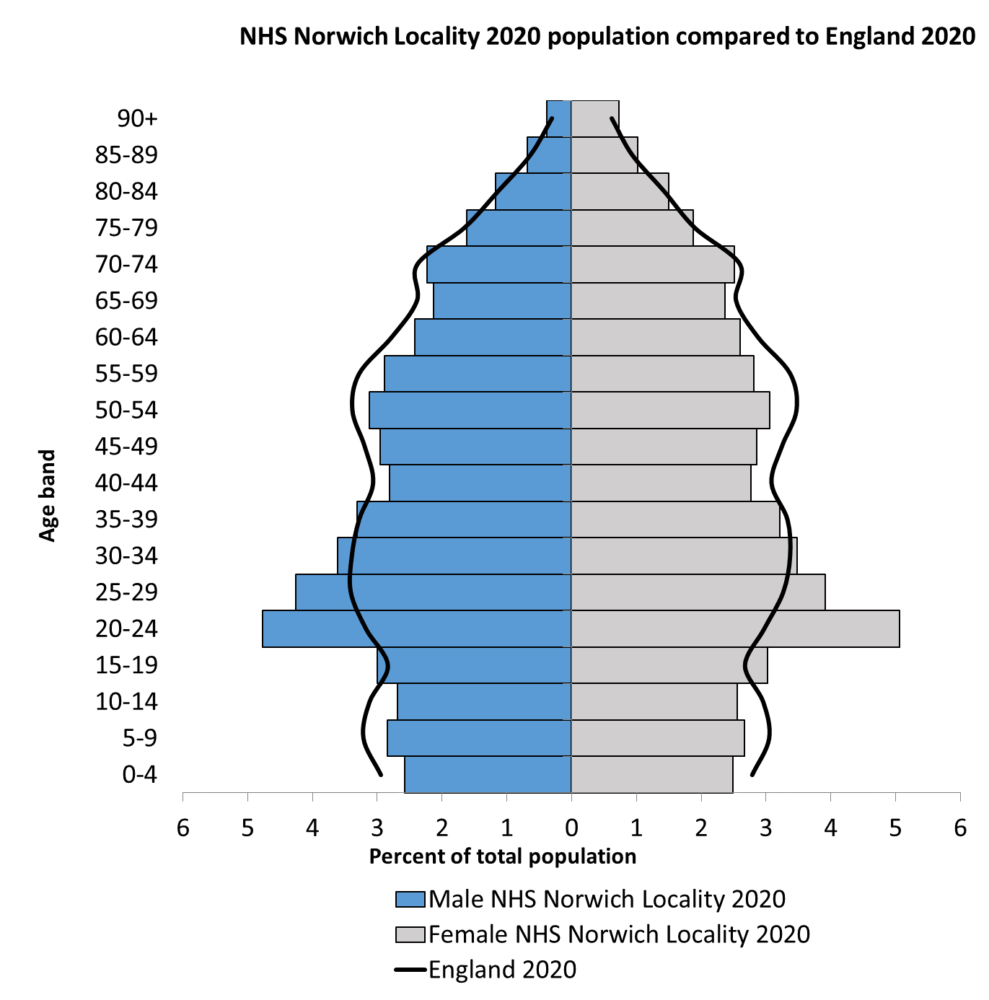 NHS Norwich Locality 2020 population compared to England 2020
90+
85-89
80-84
75-79
70-74
65-69
60-64
55-59
50-54
45-49
40-44
35-39
30-34
25-29
20-24
15-19
10-14
5-9
0-4
Age band
6 5 4 3 2 1 0 1 2 3 4 5 6
Percent of total population
Male NHS Norwich Locality 2020
Female NHS Norwich Locality 2020
England 2020